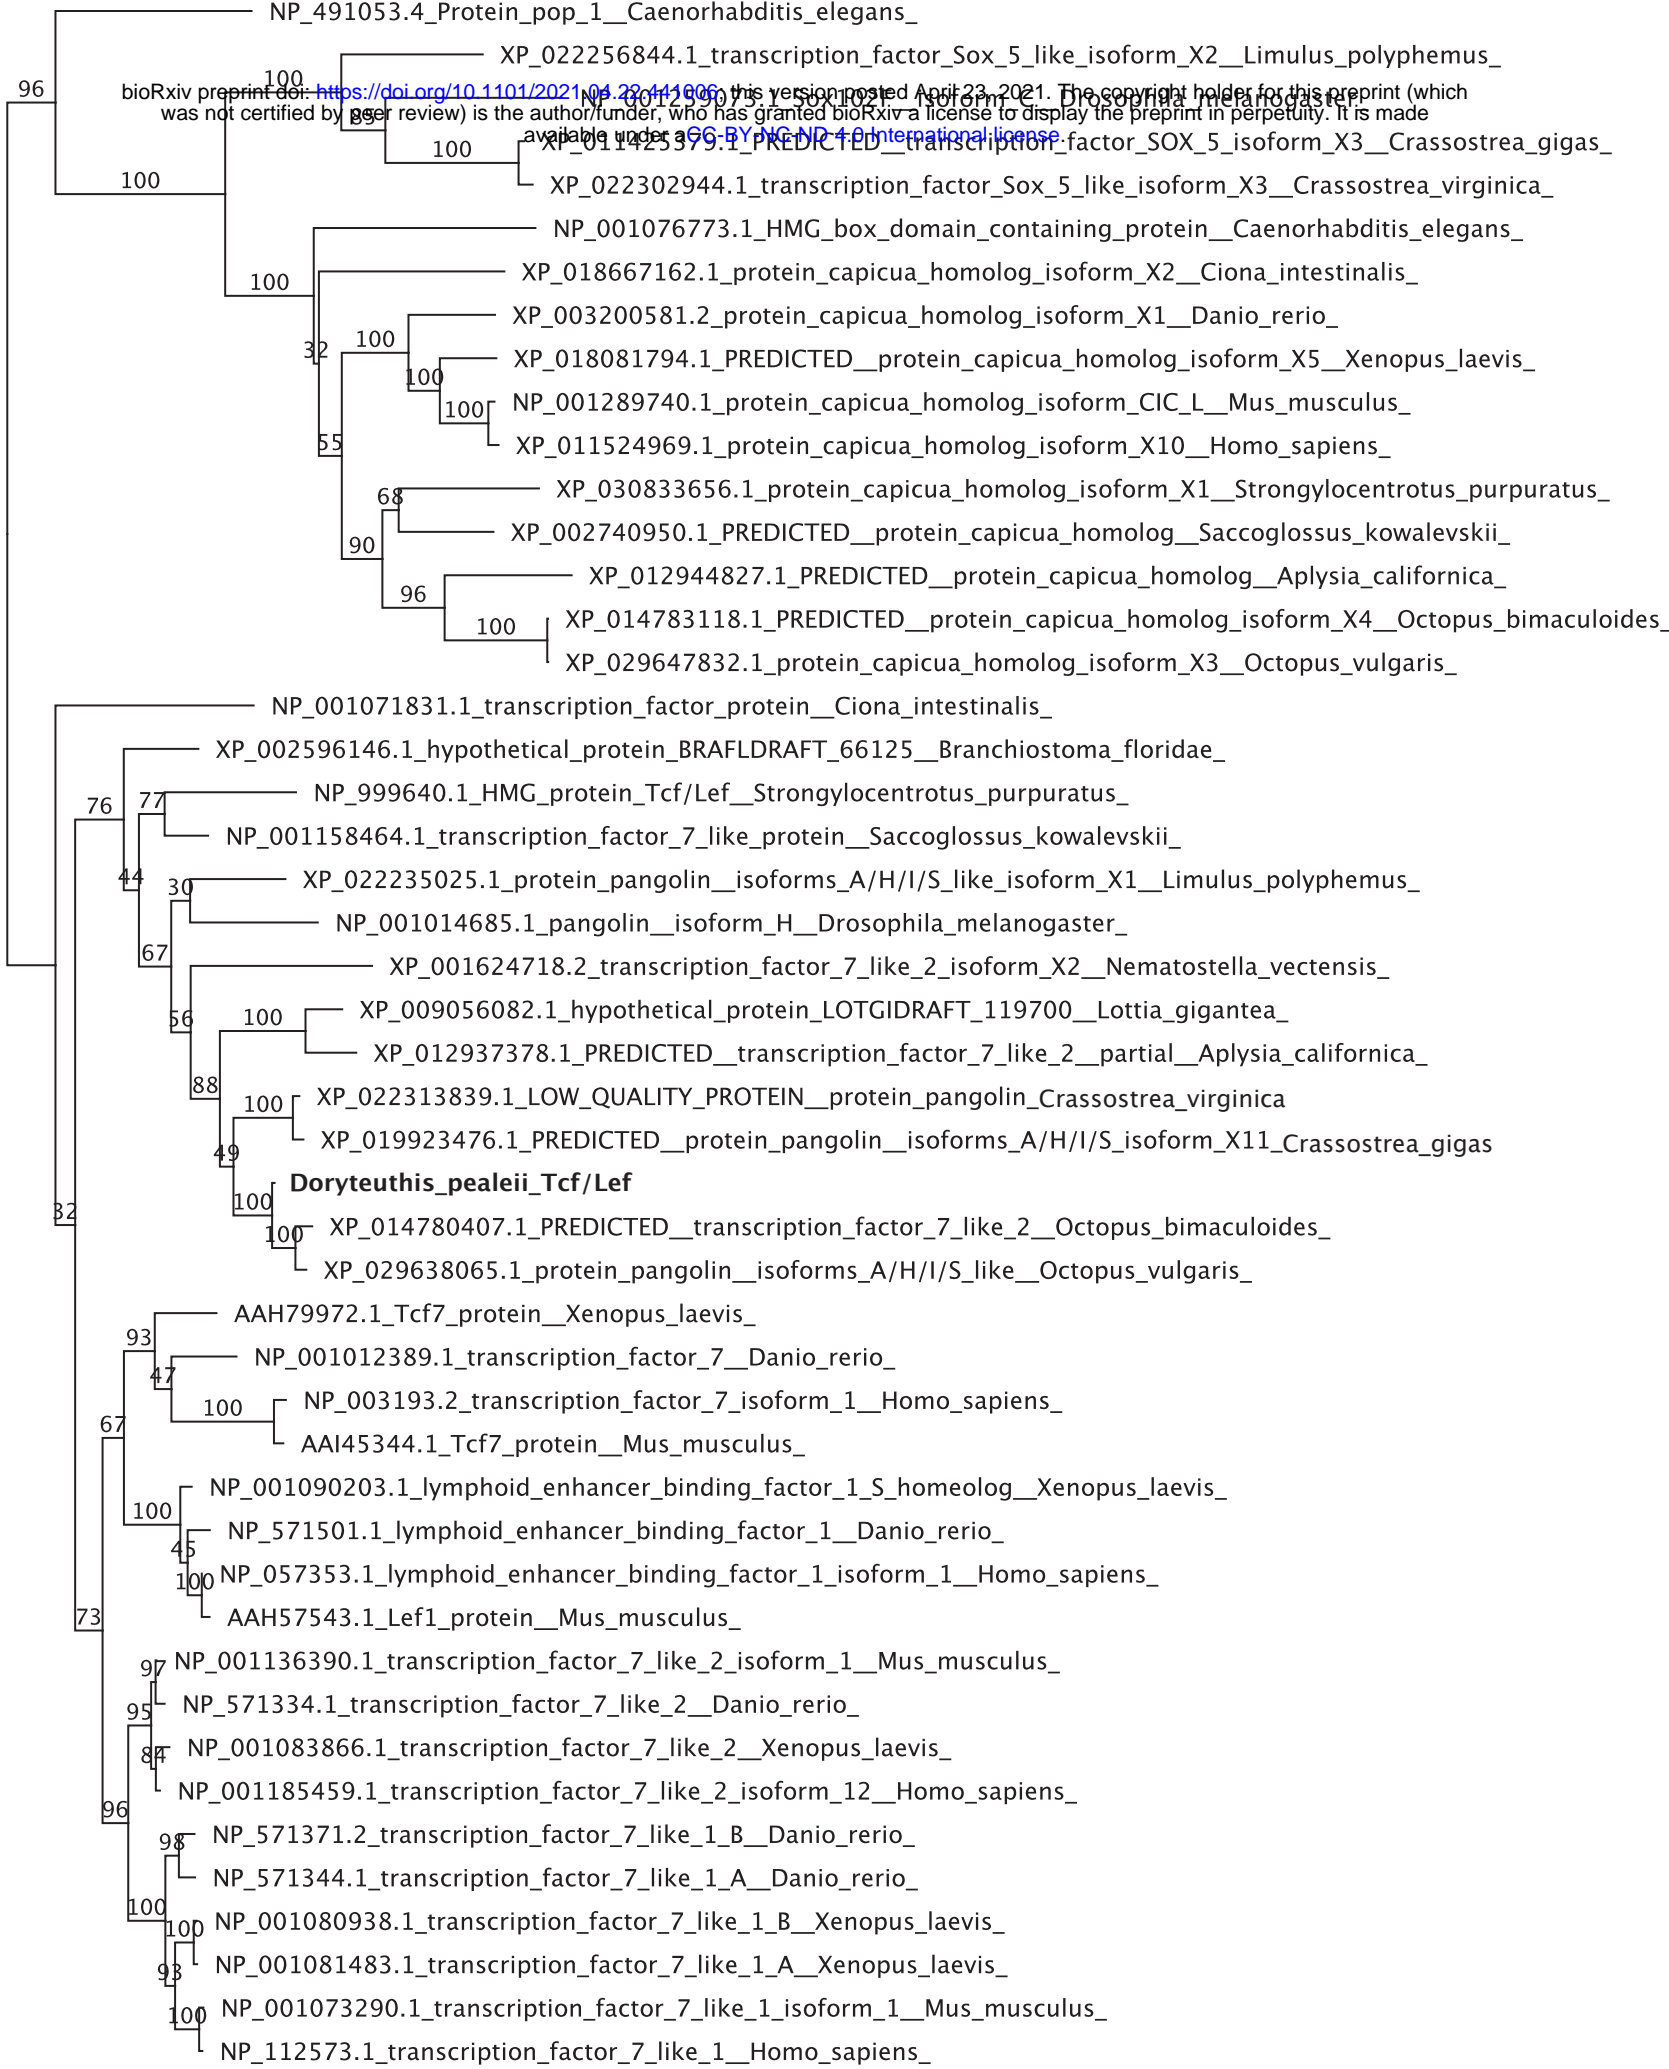 NP_491053.4_Protein_pop_1__Caenorhabditis_elegans_
XP_022256844.1_transcription_factor_Sox_5_like_isoform_X2__Limulus_polyphemus_
96
100
bioRxiv preprint doi: https://doi.org/10.1101/2021.04.22.441006; this version posted April 23, 2021. The copyright holder for this preprint (which
NP_001259073.1_Sox102F__isoform_C__Drosophila_melanogaster_
was not certified by peer review) is the author/funder, who has granted bioRxiv a license to display the preprint in perpetuity. It is made
85
available under aCC-BY-NC-ND 4.0 International license.
XP_011425379.1_PREDICTED__transcription_factor_SOX_5_isoform_X3__Crassostrea_gigas_
100
100
XP_022302944.1_transcription_factor_Sox_5_like_isoform_X3__Crassostrea_virginica_
NP_001076773.1_HMG_box_domain_containing_protein__Caenorhabditis_elegans_
XP_018667162.1_protein_capicua_homolog_isoform_X2__Ciona_intestinalis_
100
XP_003200581.2_protein_capicua_homolog_isoform_X1__Danio_rerio_
100
32
XP_018081794.1_PREDICTED__protein_capicua_homolog_isoform_X5__Xenopus_laevis_
100
NP_001289740.1_protein_capicua_homolog_isoform_CIC_L__Mus_musculus_
100
55
XP_011524969.1_protein_capicua_homolog_isoform_X10__Homo_sapiens_
XP_030833656.1_protein_capicua_homolog_isoform_X1__Strongylocentrotus_purpuratus_
68
XP_002740950.1_PREDICTED__protein_capicua_homolog__Saccoglossus_kowalevskii_
90
XP_012944827.1_PREDICTED__protein_capicua_homolog__Aplysia_californica_
96
XP_014783118.1_PREDICTED__protein_capicua_homolog_isoform_X4__Octopus_bimaculoides_
100
XP_029647832.1_protein_capicua_homolog_isoform_X3__Octopus_vulgaris_
NP_001071831.1_transcription_factor_protein__Ciona_intestinalis_
XP_002596146.1_hypothetical_protein_BRAFLDRAFT_66125__Branchiostoma_floridae_
NP_999640.1_HMG_protein_Tcf/Lef__Strongylocentrotus_purpuratus_
76
77
NP_001158464.1_transcription_factor_7_like_protein__Saccoglossus_kowalevskii_
44
XP_022235025.1_protein_pangolin__isoforms_A/H/I/S_like_isoform_X1__Limulus_polyphemus_
30
NP_001014685.1_pangolin__isoform_H__Drosophila_melanogaster_
67
XP_001624718.2_transcription_factor_7_like_2_isoform_X2__Nematostella_vectensis_
56
XP_009056082.1_hypothetical_protein_LOTGIDRAFT_119700__Lottia_gigantea_
100
XP_012937378.1_PREDICTED__transcription_factor_7_like_2__partial__Aplysia_californica_
88
XP_022313839.1_LOW_QUALITY_PROTEIN__protein_pangolin_Crassostrea_virginica
100
XP_019923476.1_PREDICTED__protein_pangolin__isoforms_A/H/I/S_isoform_X11_Crassostrea_gigas
49
Doryteuthis_pealeii_Tcf/Lef
100
32
XP_014780407.1_PREDICTED__transcription_factor_7_like_2__Octopus_bimaculoides_
100
XP_029638065.1_protein_pangolin__isoforms_A/H/I/S_like__Octopus_vulgaris_
AAH79972.1_Tcf7_protein__Xenopus_laevis_
93
NP_001012389.1_transcription_factor_7__Danio_rerio_
47
NP_003193.2_transcription_factor_7_isoform_1__Homo_sapiens_
100
67
AAI45344.1_Tcf7_protein__Mus_musculus_
NP_001090203.1_lymphoid_enhancer_binding_factor_1_S_homeolog__Xenopus_laevis_
100
NP_571501.1_lymphoid_enhancer_binding_factor_1__Danio_rerio_
45
NP_057353.1_lymphoid_enhancer_binding_factor_1_isoform_1__Homo_sapiens_
100
AAH57543.1_Lef1_protein__Mus_musculus_
73
NP_001136390.1_transcription_factor_7_like_2_isoform_1__Mus_musculus_
97
NP_571334.1_transcription_factor_7_like_2__Danio_rerio_
95
NP_001083866.1_transcription_factor_7_like_2__Xenopus_laevis_
84
NP_001185459.1_transcription_factor_7_like_2_isoform_12__Homo_sapiens_
96
NP_571371.2_transcription_factor_7_like_1_B__Danio_rerio_
98
NP_571344.1_transcription_factor_7_like_1_A__Danio_rerio_
100
NP_001080938.1_transcription_factor_7_like_1_B__Xenopus_laevis_
100
NP_001081483.1_transcription_factor_7_like_1_A__Xenopus_laevis_
93
NP_001073290.1_transcription_factor_7_like_1_isoform_1__Mus_musculus_
100
NP_112573.1_transcription_factor_7_like_1__Homo_sapiens_